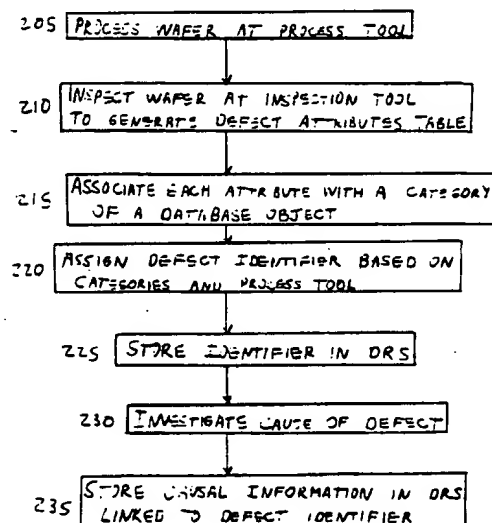 205 PROCESS WAFER AT PROCESS TOOL
210 INSPECT WAFER AT INSPECTION TOOL
TO GENERATE DEFECT ATTRIBUTES TABLE
215 ASSOCIATE EACH ATTRIBUTE WITH A CATEGORY
OF A DATABASE OBJECT
220 ASSIGN DEFECT IDENTIFIER BASED ON
CATEGORIES AND PROCESS TOOL
225 STORE IDENTIFIER IN DRS
230 INVESTIGATE CAUSE OF DEFECT
235 STORE CAUSAL INFORMATION IN DRS
LINKED TO DEFECT IDENTIFIER